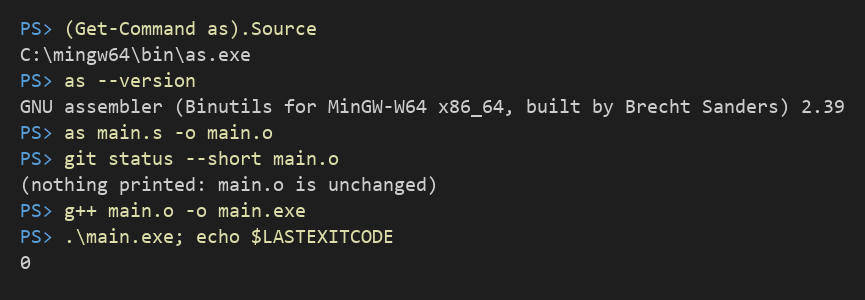 PS> (Get-Command as).Source
C:\mingw64\bin\as.exe
PS> as --version
GNU assembler (Binutils for MinGW-W64 x86_64, built by Brecht Sanders) 2.39
PS> as main.s -o main.o
PS> git status --short main.o
(nothing printed: main.o is unchanged)
PS> g++ main.o -o main.exe
PS> .\main.exe; echo $LASTEXITCODE
0